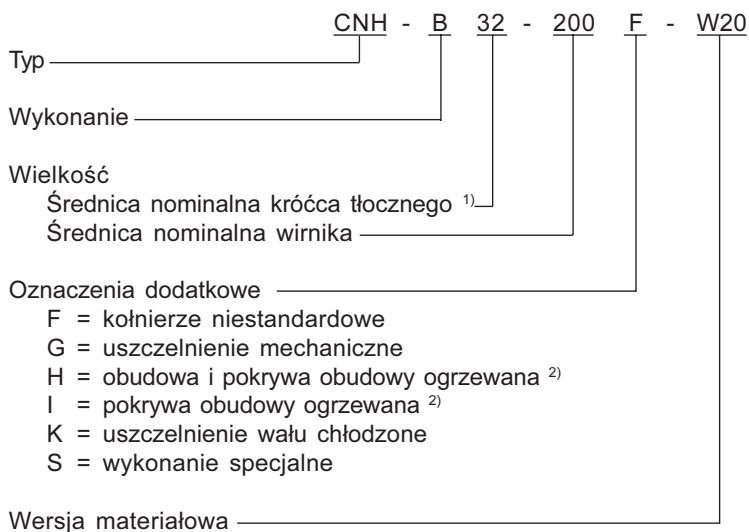 CNH - B 32 - 200 F - W20
Typ
Wykonanie
Wielkość
Średnica nominalna króćca tłocznego 1)
Średnica nominalna wirnika
Oznaczenia dodatkowe
F = kołnierze niestandardowe
G = uszczelnienie mechaniczne
H = obudowa i pokrywa obudowy ogrzewana 2)
I = pokrywa obudowy ogrzewana 2)
K = uszczelnienie wału chłodzone
S = wykonanie specjalne
Wersja materiałowa